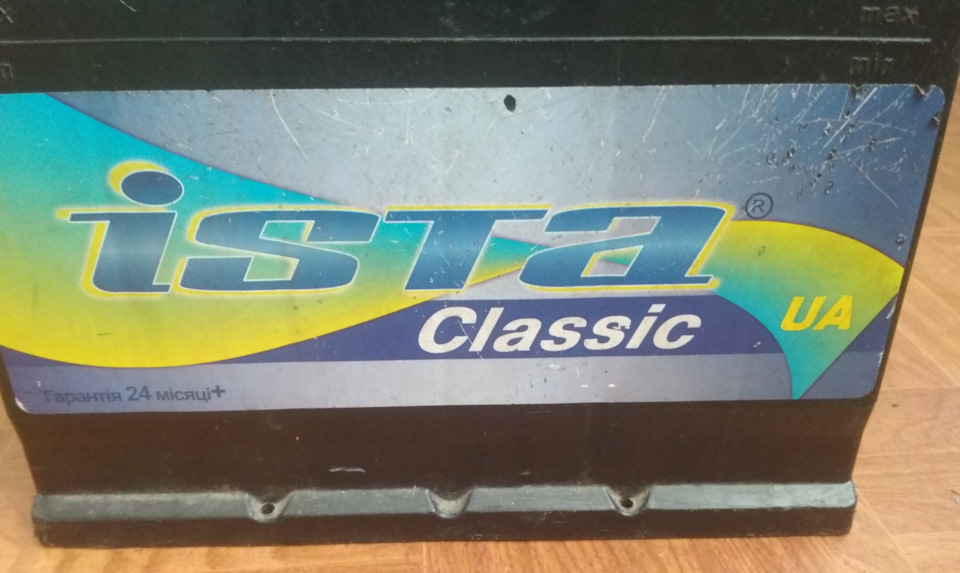 max
min
ista ®
Classic
UA
Гарантія 24 місяці+